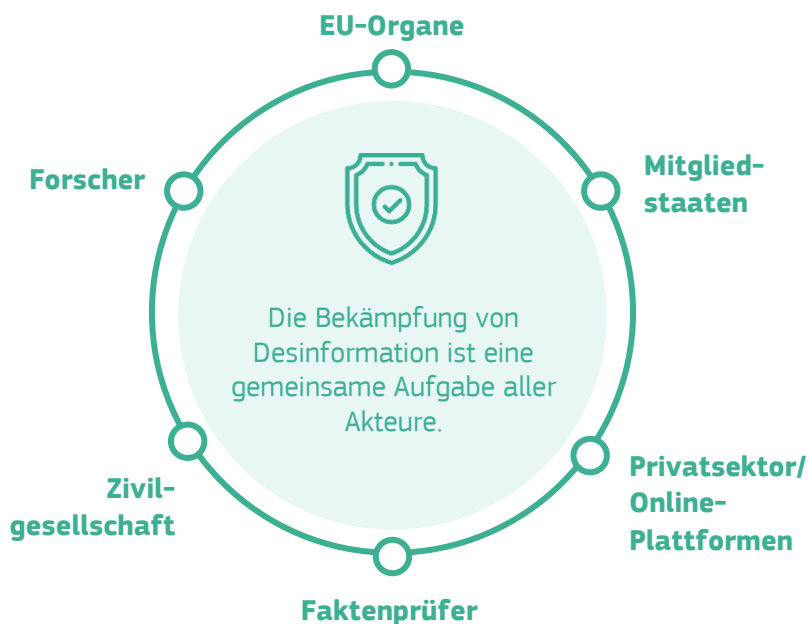 EU-Organe
Mitglied-
staaten
Privatsektor/
Online-
Plattformen
Faktenprüfer
Zivil-
gesellschaft
Forscher
Die Bekämpfung von
Desinformation ist eine
gemeinsame Aufgabe aller
Akteure.